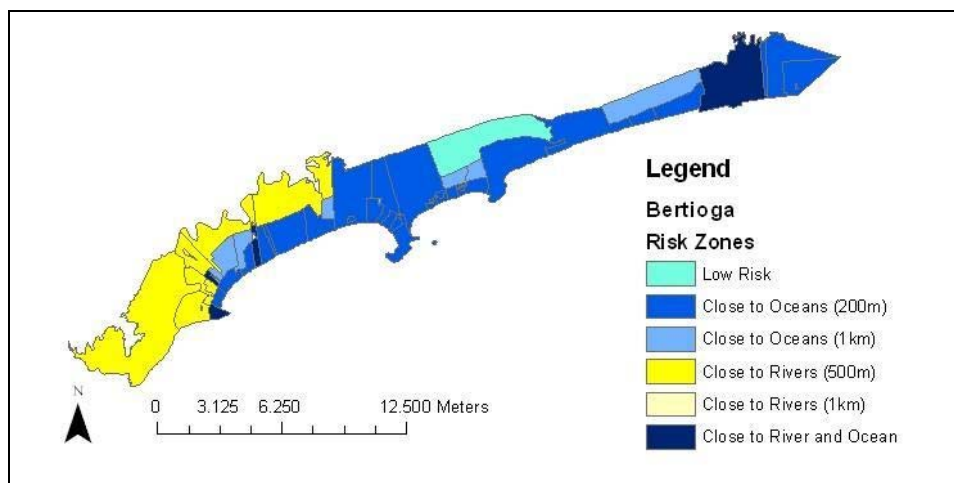 Legend
Bertioga
Risk Zones
Low Risk
Close to Oceans (200m)
Close to Oceans (1km)
Close to Rivers (500m)
Close to Rivers (1km)
Close to River and Ocean
N
0 3.125 6.250 12.500 Meters